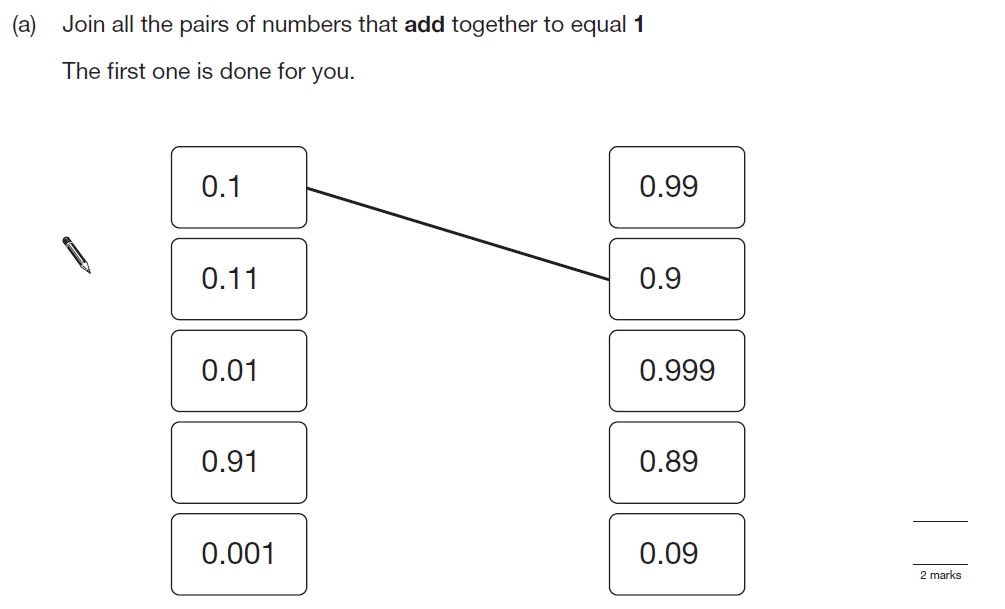 (a) Join all the pairs of numbers that add together to equal 1
The first one is done for you.
0.1 0.99
0.11 0.9
0.01 0.999
0.91 0.89
0.001 0.09
2 marks